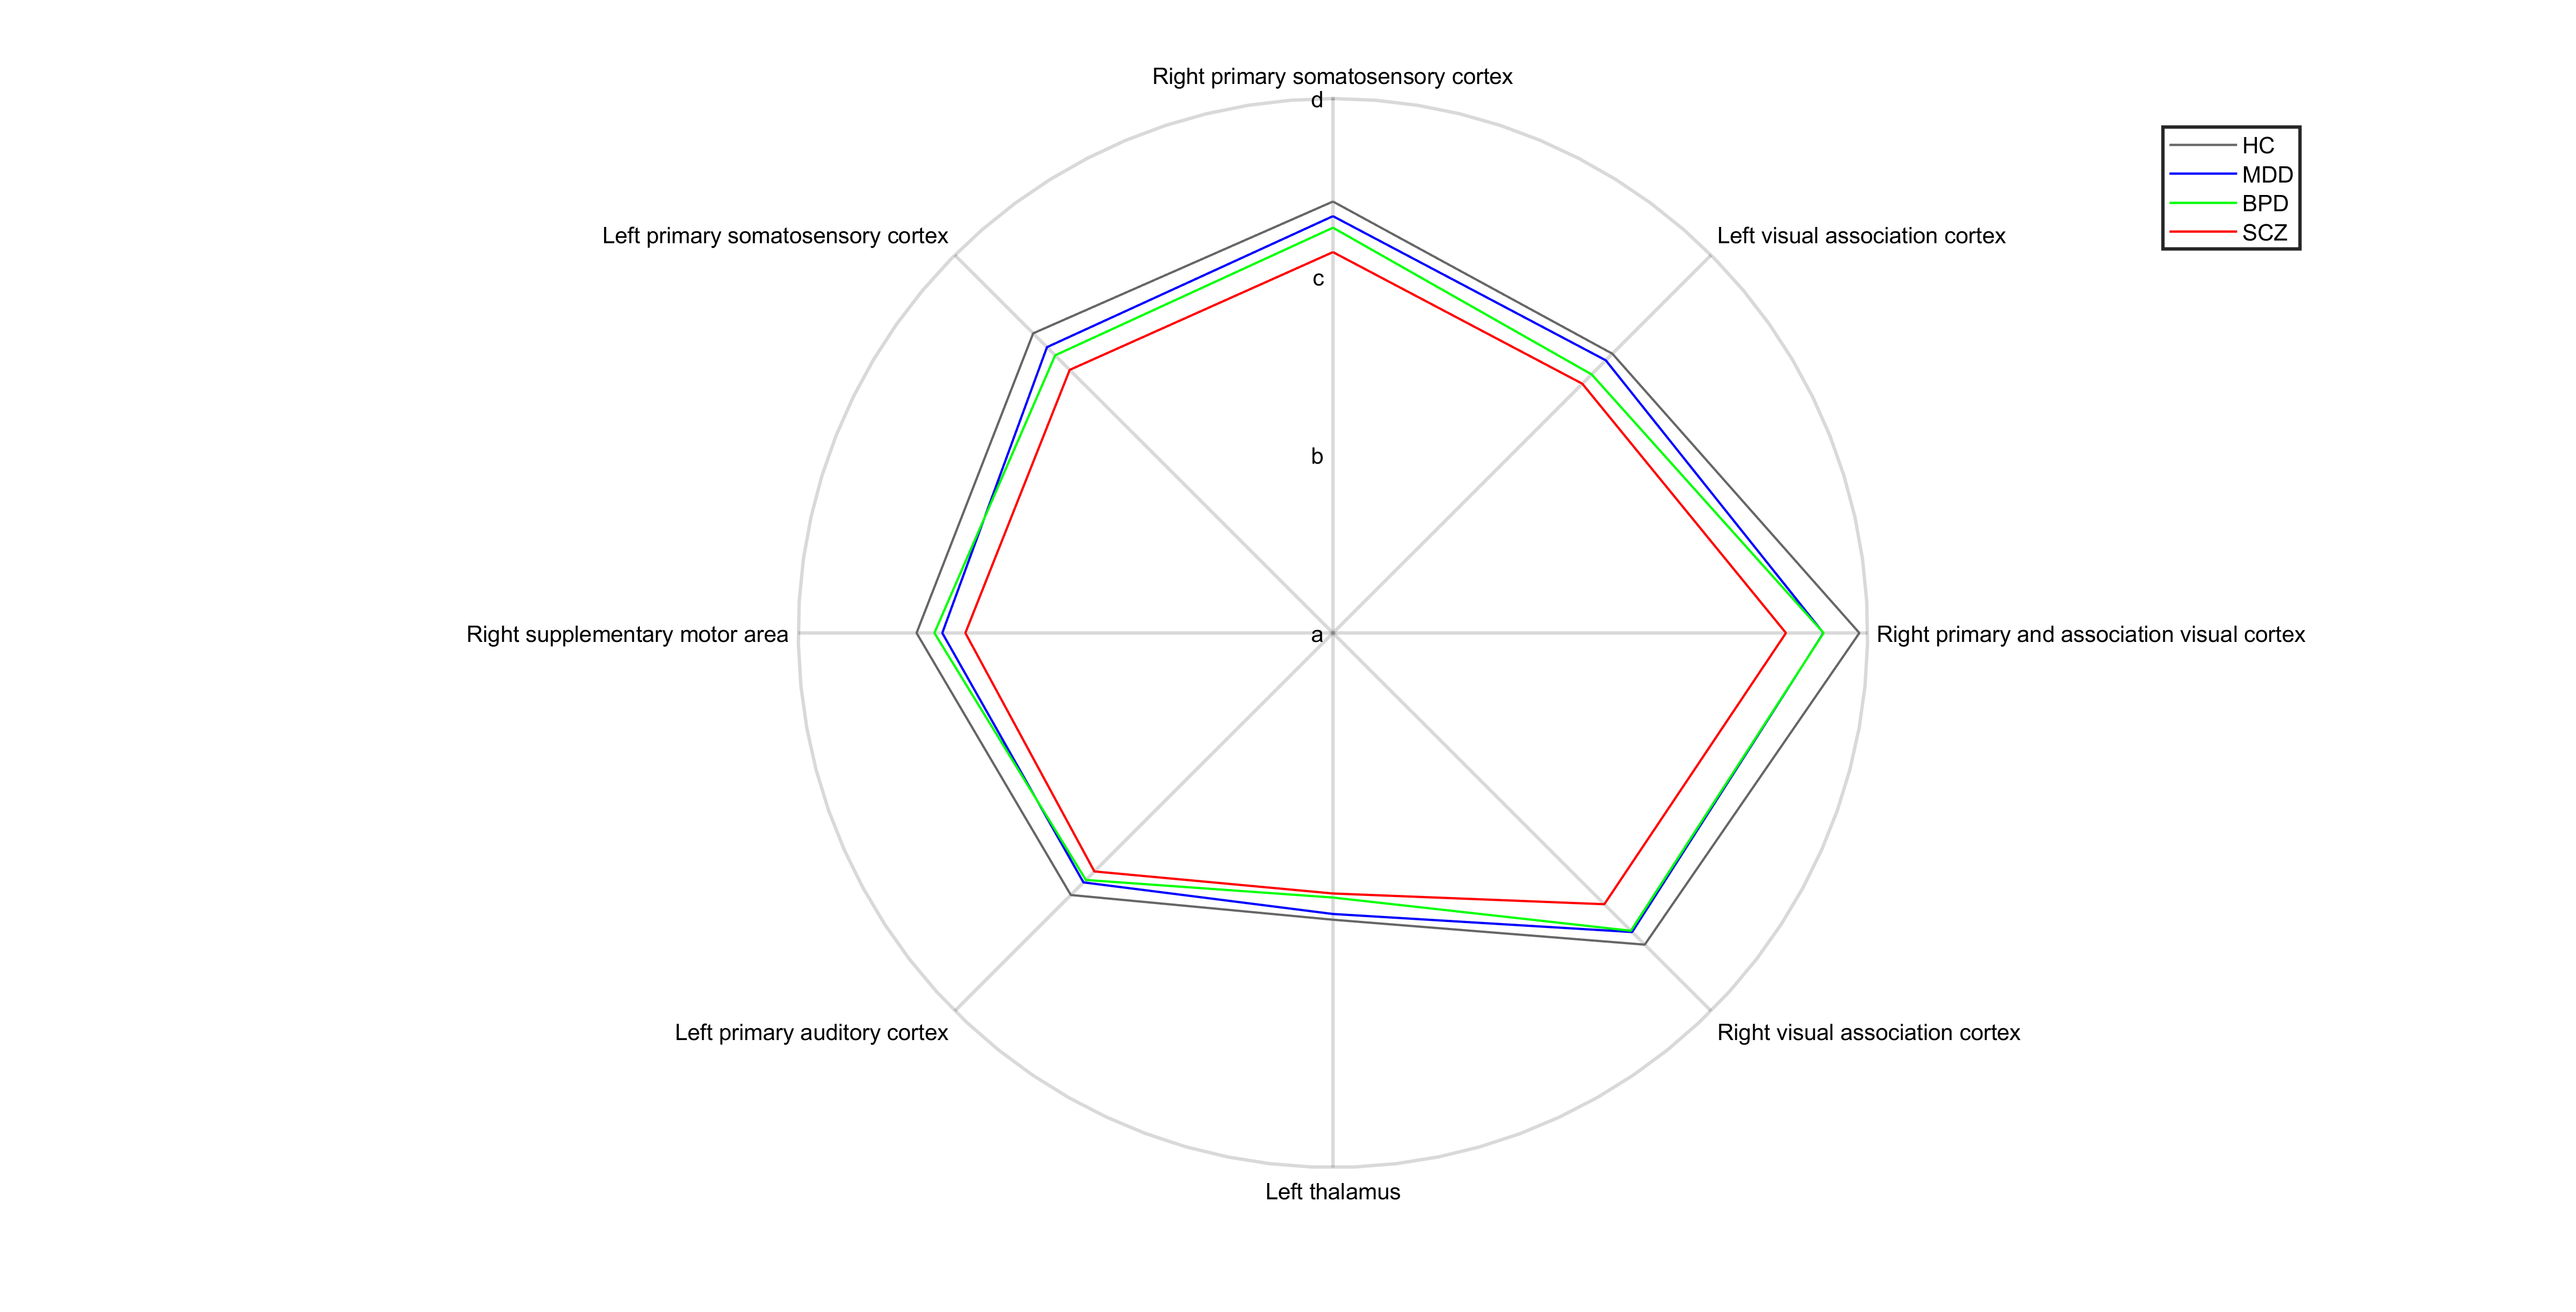 Right primary somatosensory cortex
d
HC
MDD
BPD
SCZ
Left primary somatosensory cortex
Left visual association cortex
c
b
Right supplementary motor area
a
Right primary and association visual cortex
Left primary auditory cortex
Right visual association cortex
Left thalamus